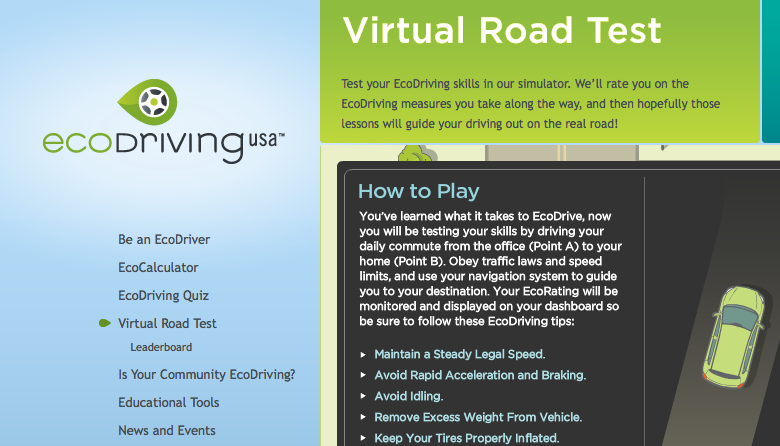 ecoDRIVING usa™
Be an EcoDriver
EcoCalculator
EcoDriving Quiz
Virtual Road Test
Leaderboard
Is Your Community EcoDriving?
Educational Tools
News and Events
Virtual Road Test
Test your EcoDriving skills in our simulator. We'll rate you on the
EcoDriving measures you take along the way, and then hopefully those
lessons will guide your driving out on the real road!
How to Play
You've learned what it takes to EcoDrive, now
you will be testing your skills by driving your
daily commute from the office (Point A) to your
home (Point B). Obey traffic laws and speed
limits, and use your navigation system to guide
you to your destination. Your EcoRating will be
monitored and displayed on your dashboard so
be sure to follow these EcoDriving tips:
Maintain a Steady Legal Speed.
Avoid Rapid Acceleration and Braking.
Avoid Idling.
Remove Excess Weight From Vehicle.
Keep Your Tires Properly Inflated.